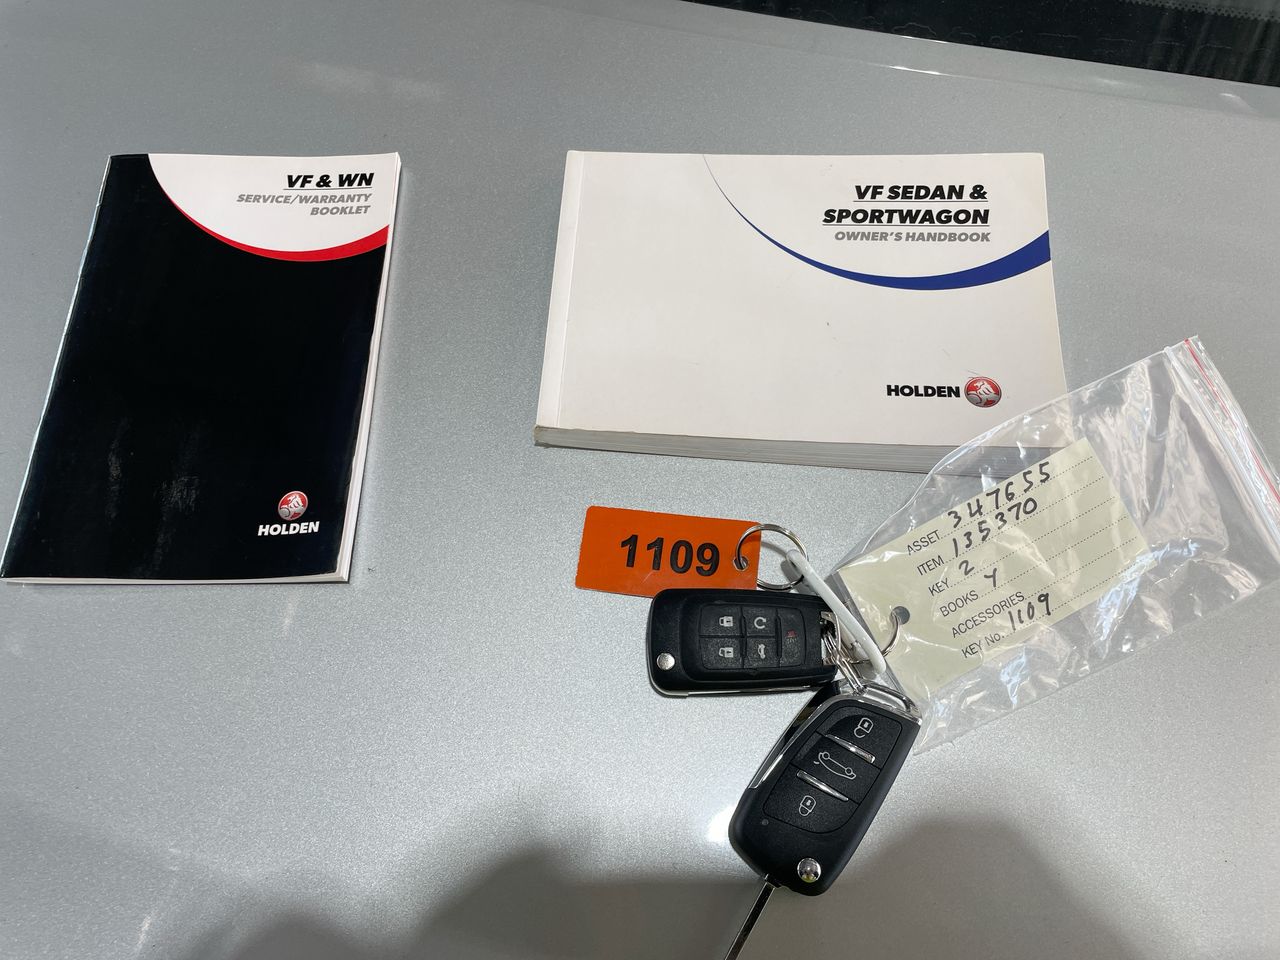 VF & WN
SERVICE/WARRANTY
BOOKLET
HOLDEN
VF SEDAN &
SPORTWAGON
OWNER'S HANDBOOK
HOLDEN
1109
ASSET 347655
ITEM 135370
KEY 2
BOOKS Y
ACCESSORIES
KEY No. 1109